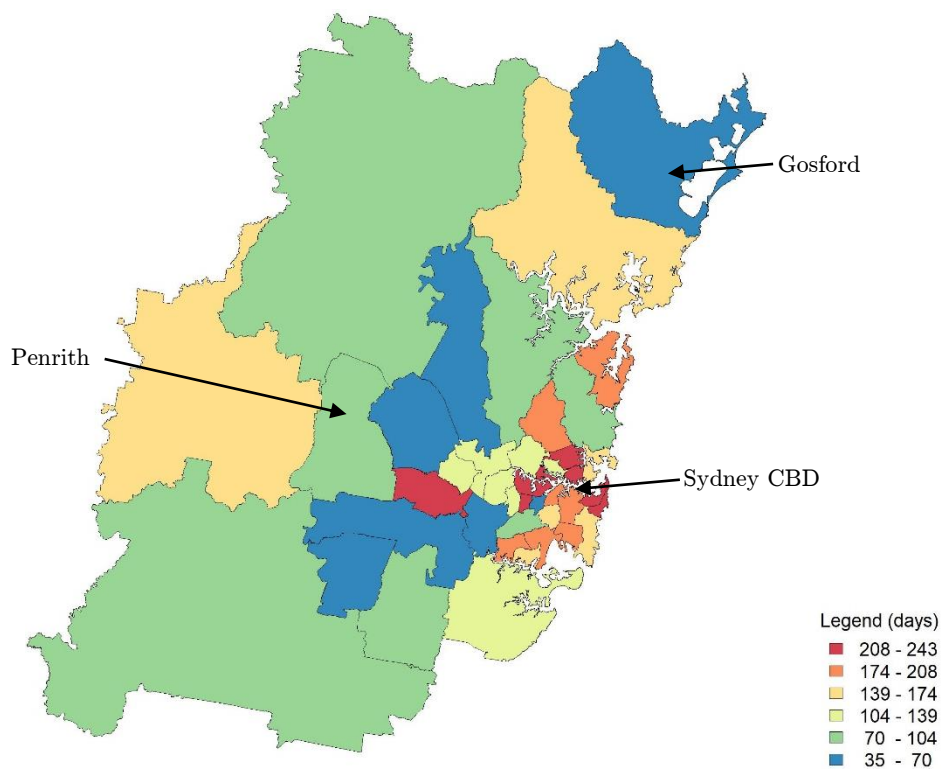 Gosford
Penrith
Sydney CBD
Legend (days)
208 - 243
174 - 208
139 - 174
104 - 139
70 - 104
35 - 70